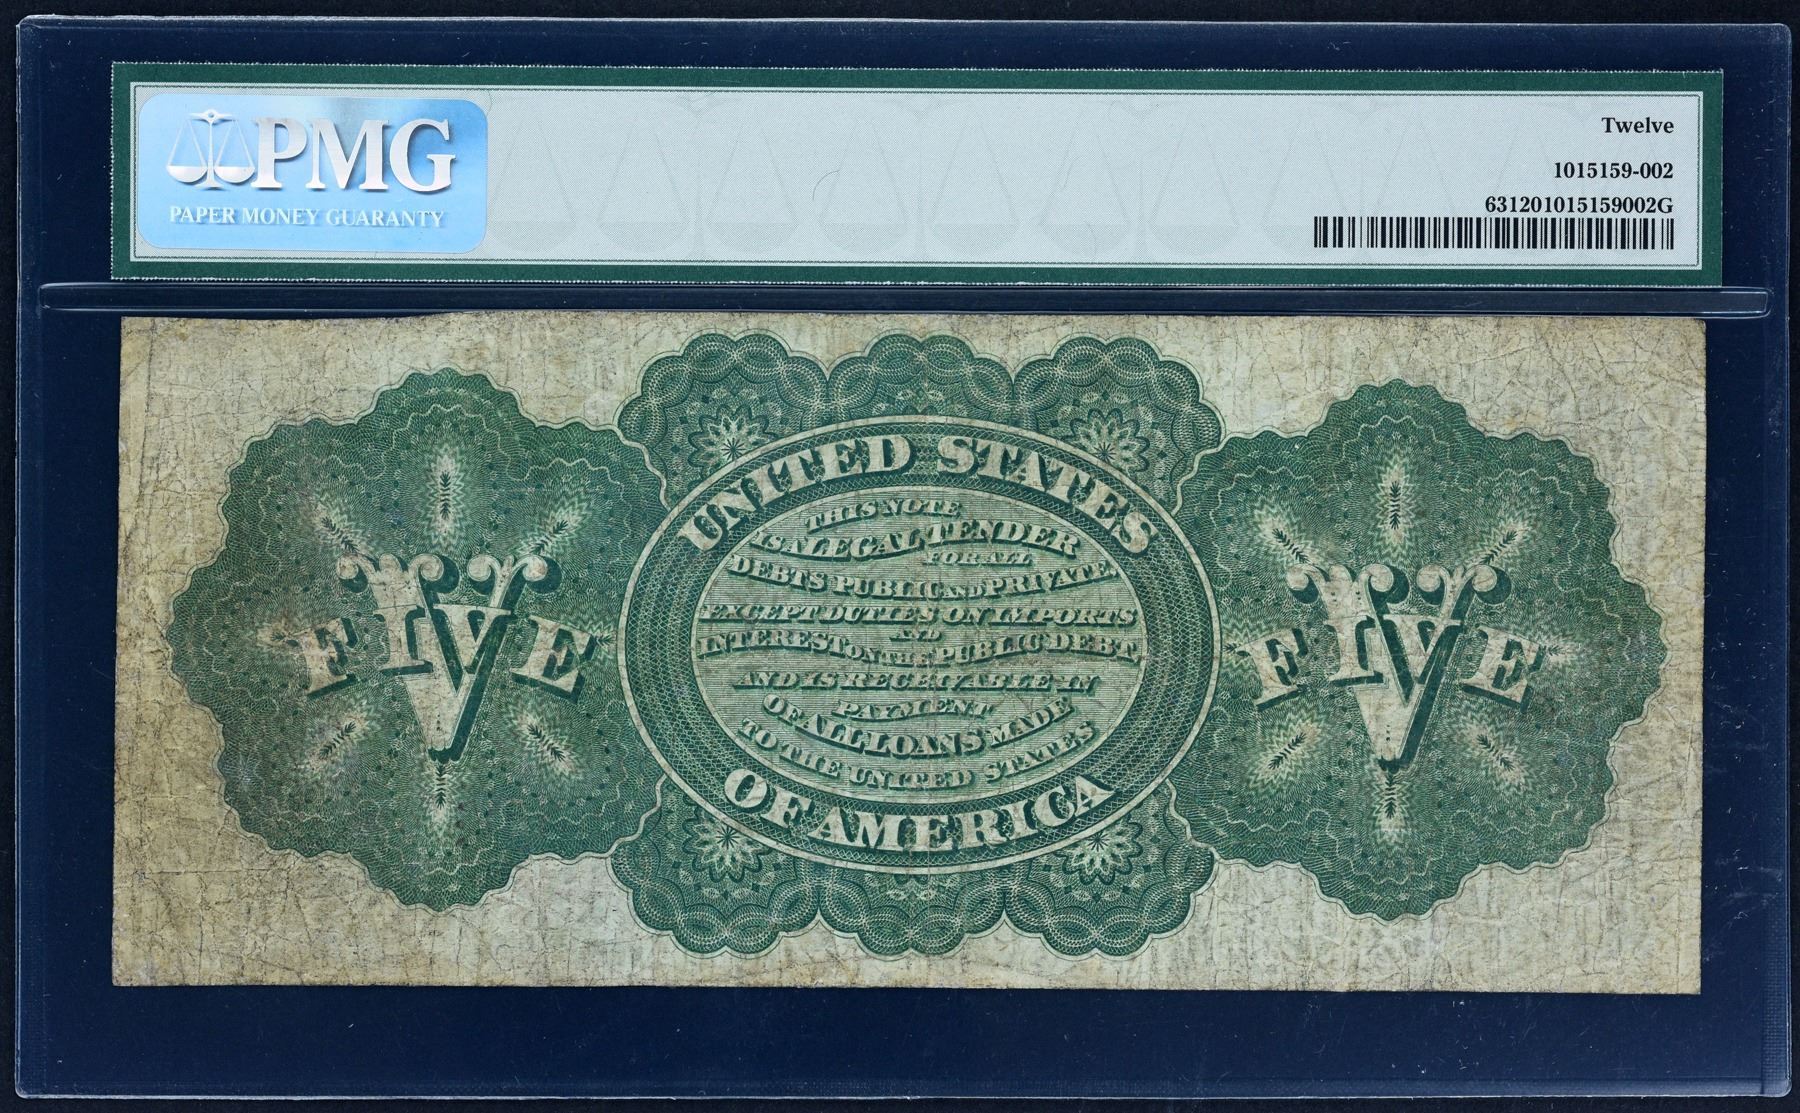 PMG
PAPER MONEY GUARANTY
Twelve
1015159-002
631201015159002G
UNITED STATES
THIS NOTE
IS A LEGAL TENDER
FOR ALL
DEBTS PUBLIC AND PRIVATE,
EXCEPT DUTIES ON IMPORTS
AND
INTEREST ON THE PUBLIC DEBT,
AND IS RECEIVABLE IN
PAYMENT
OF ALL LOANS MADE
TO THE UNITED STATES
OF AMERICA
FIVE
V
FIVE
V